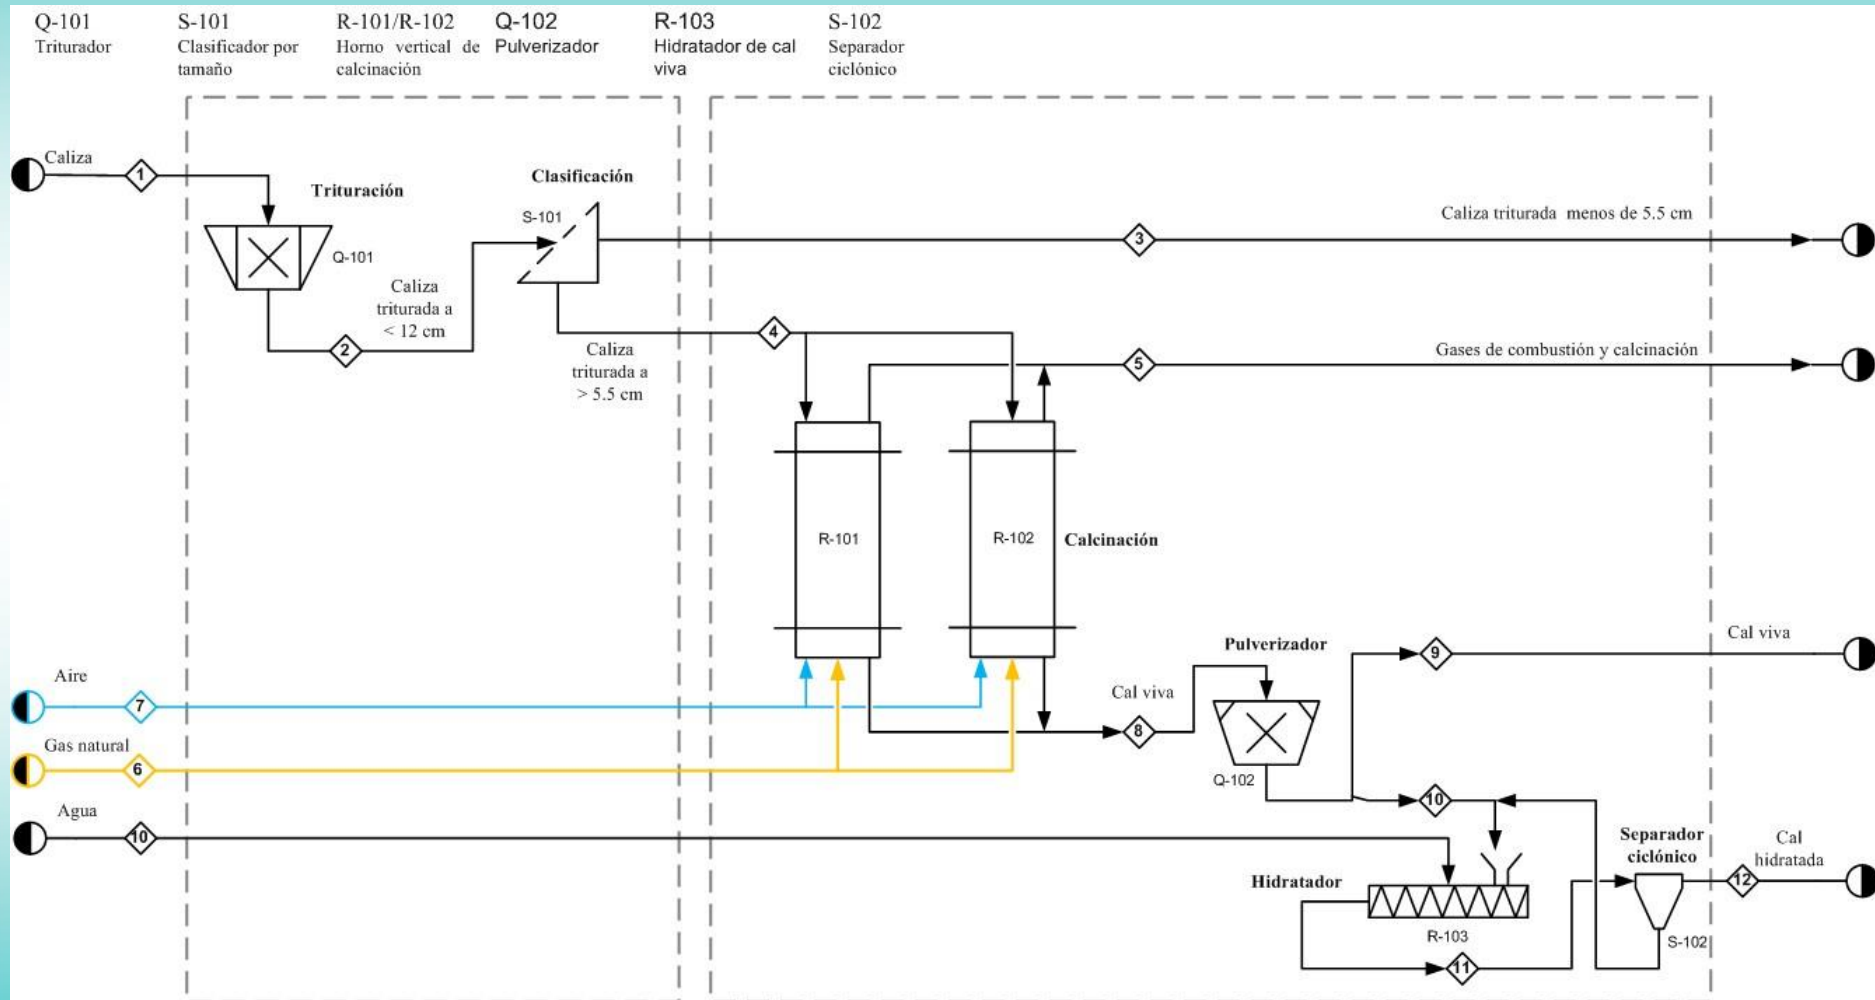 Q-101
Triturador
S-101
Clasificador por
tamaño
R-101/R-102
Horno vertical de
calcinación
Q-102
Pulverizador
R-103
Hidratador de cal
viva
S-102
Separador
ciclónico
Caliza
1
Trituración
Q-101
Caliza
triturada a
< 12 cm
2
Clasificación
S-101
Caliza triturada menos de 5.5 cm
3
4
Caliza
triturada a
> 5.5 cm
Gases de combustión y calcinación
5
R-101
R-102
Calcinación
Aire
7
Gas natural
6
Agua
10
Cal viva
8
Pulverizador
Q-102
Cal viva
9
10
Hidratador
R-103
11
Separador
ciclónico
S-102
Cal
hidratada
12